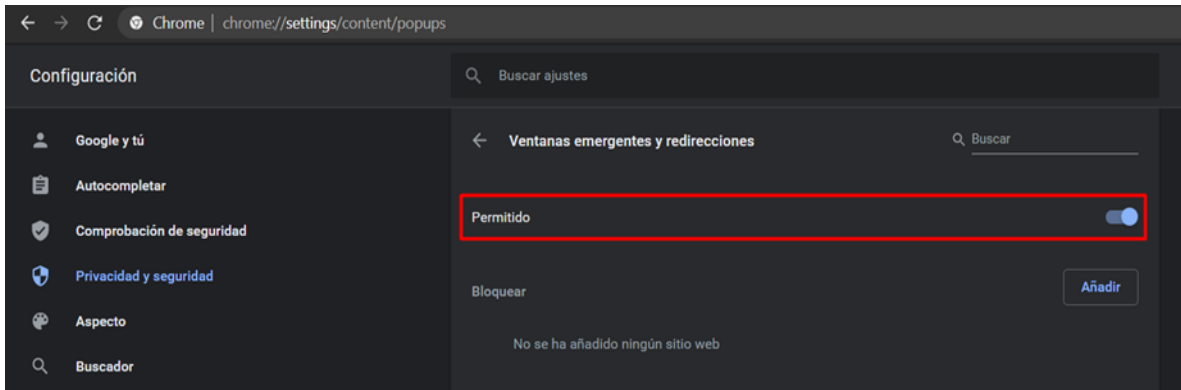 Chrome | chrome://settings/content/popups
Configuración
Buscar ajustes
Google y tú
Autocompletar
Comprobación de seguridad
Privacidad y seguridad
Aspecto
Buscador
Ventanas emergentes y redirecciones
Buscar
Permitido
Bloquear
Añadir
No se ha añadido ningún sitio web